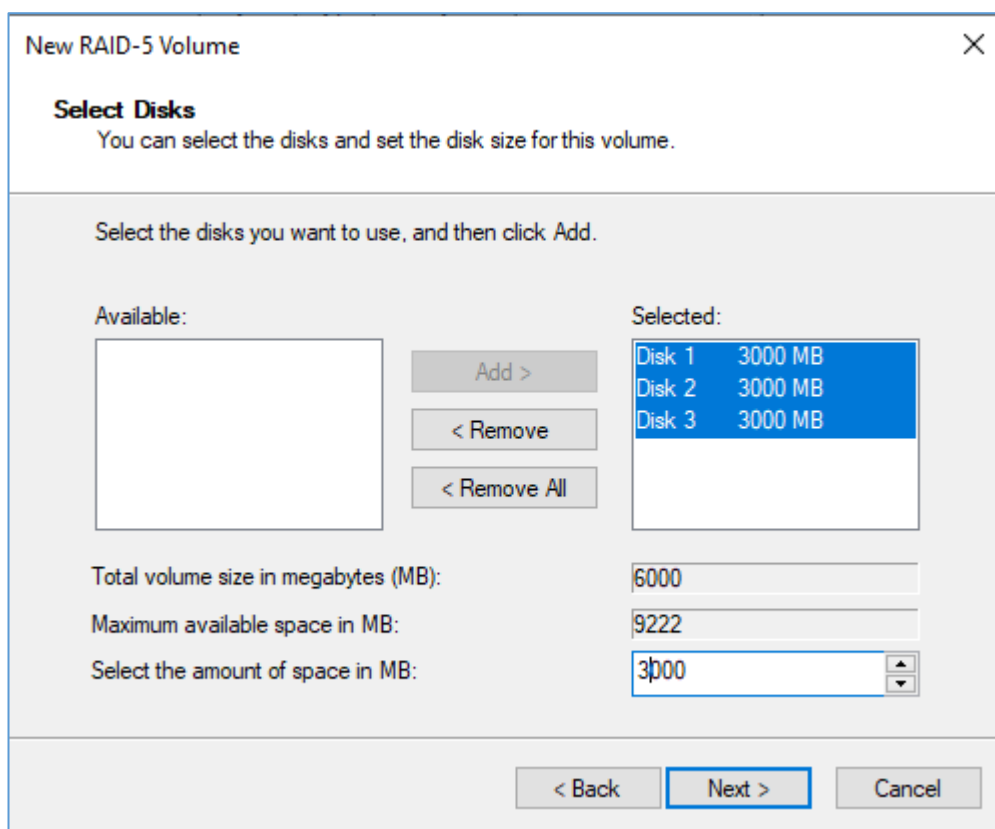 New RAID-5 Volume
Select Disks
You can select the disks and set the disk size for this volume.
Select the disks you want to use, and then click Add.
Available:
Selected:
Add >
< Remove
< Remove All
Disk 1 3000 MB
Disk 2 3000 MB
Disk 3 3000 MB
Total volume size in megabytes (MB): 6000
Maximum available space in MB: 9222
Select the amount of space in MB: 3000
< Back Next > Cancel